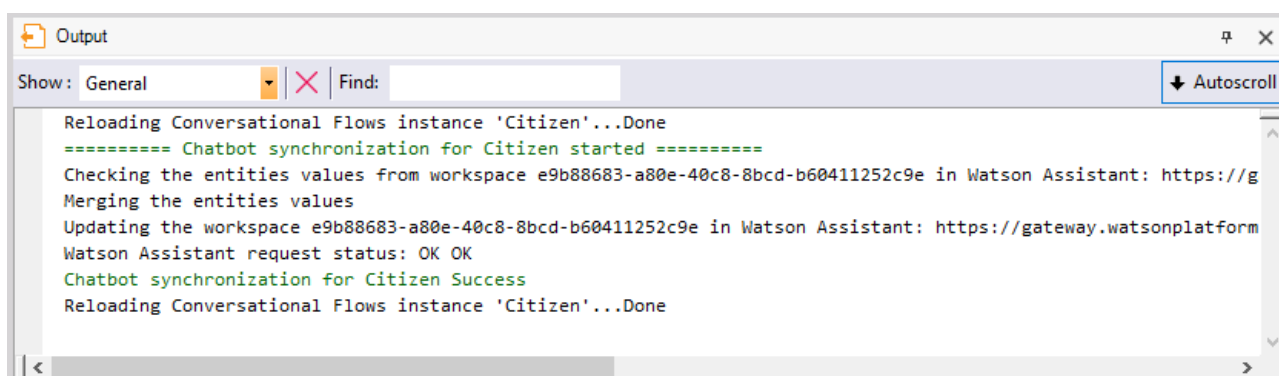 Output
Show: General Find: Autoscroll
Reloading Conversational Flows instance 'Citizen'...Done
========== Chatbot synchronization for Citizen started ==========
Checking the entities values from workspace e9b88683-a80e-40c8-8bcd-b60411252c9e in Watson Assistant: https://g
Merging the entities values
Updating the workspace e9b88683-a80e-40c8-8bcd-b60411252c9e in Watson Assistant: https://gateway.watsonplatform
Watson Assistant request status: OK OK
Chatbot synchronization for Citizen Success
Reloading Conversational Flows instance 'Citizen'...Done